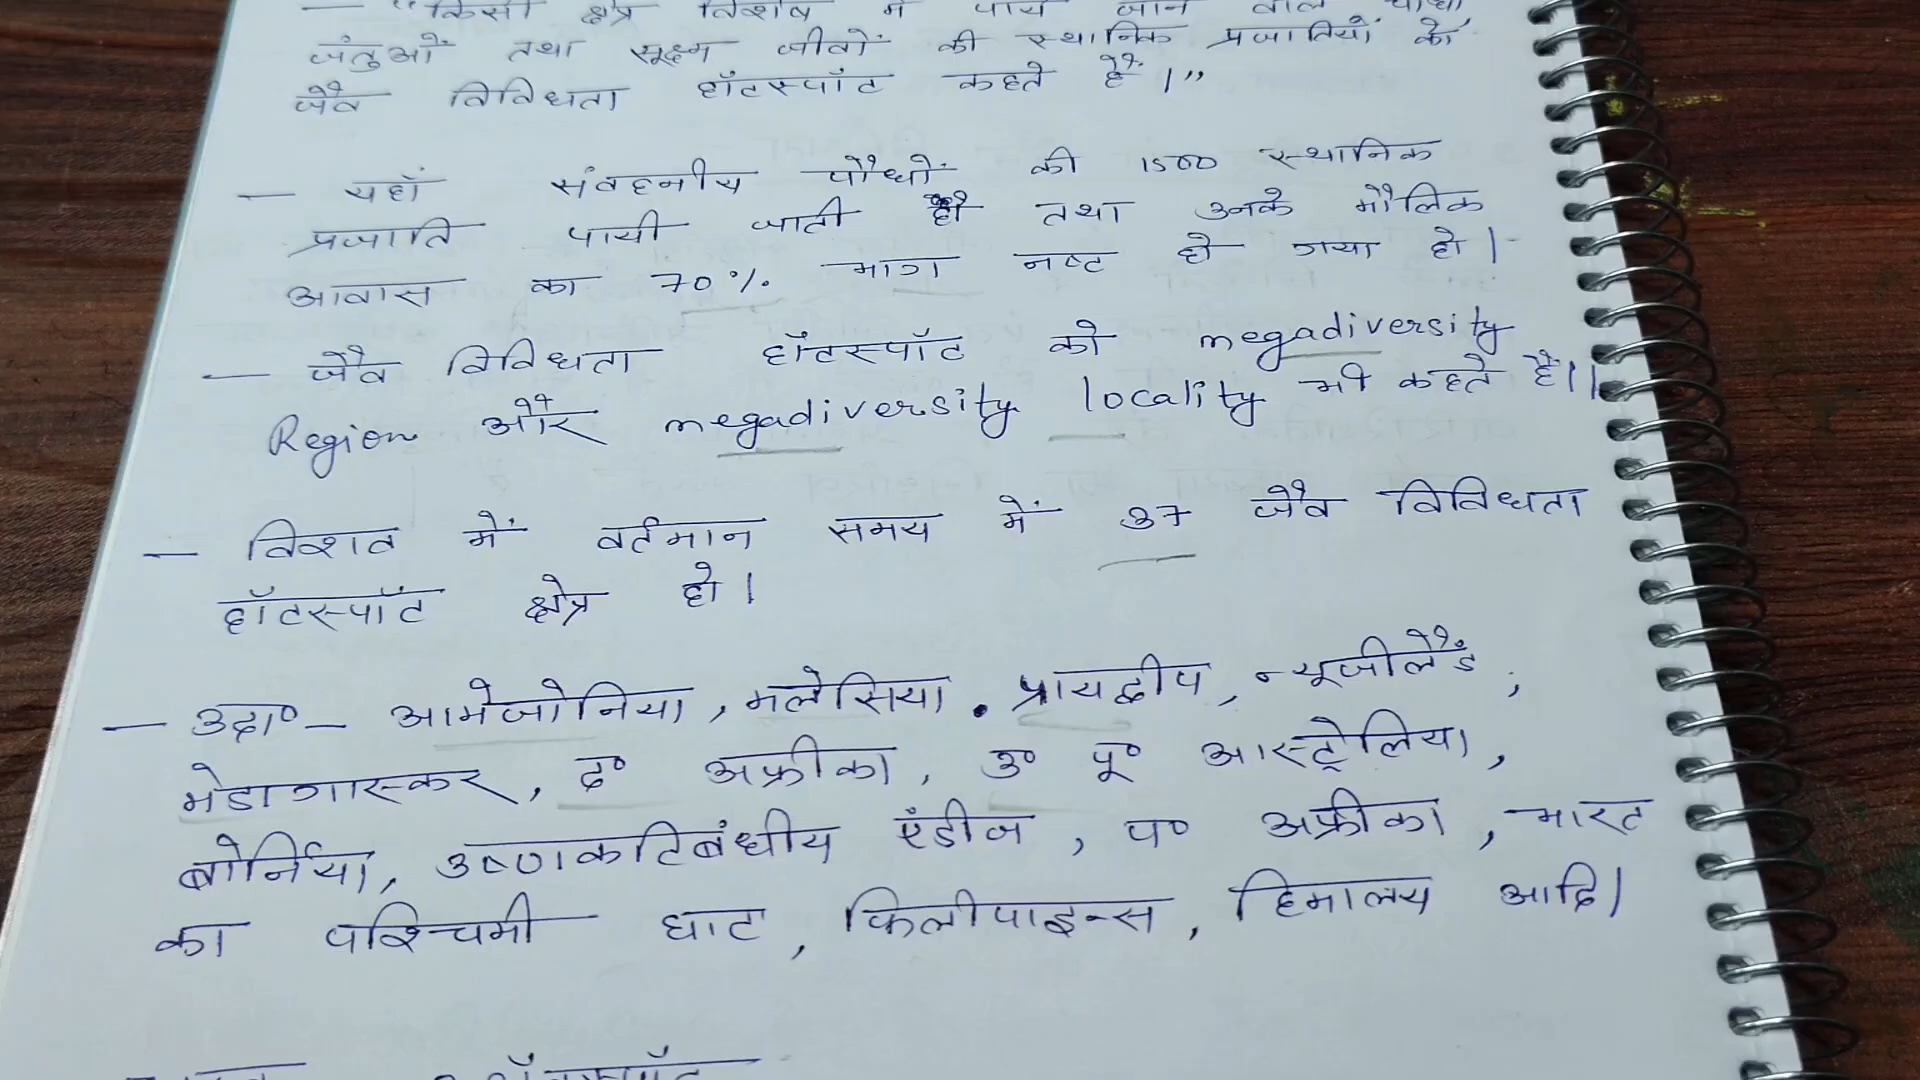 — "किसी क्षेत्र विशेष में पाये जाने वाले
जंतुओं तथा सूक्ष्म जीवों की स्थानिक प्रजातियों को
जैव विविधता हॉटस्पॉट कहते हैं।"
— यहाँ संवहनीय पौधों की 1500 स्थानिक
प्रजाति पायी जाती हो तथा उनके मौलिक
आवास का 70% भाग नष्ट हो गया हो।
— जैव विविधता हॉटस्पॉट को megadiversity
Region और megadiversity locality भी कहते हैं।
— विश्व में वर्तमान समय में 37 जैव विविधता
हॉटस्पॉट क्षेत्र हो।
— उदा० — आमेजोनिया, मलेसिया. प्रायद्वीप, न्यूजीलैंड,
मेडागास्कर, द० अफ्रीका, उ० पू० आस्ट्रेलिया,
बोर्निया, उष्णकटिबंधीय एंडीज, प० अफ्रीका, भारत
का पश्चिमी घाट, फिलीपाइन्स, हिमालय आदि।